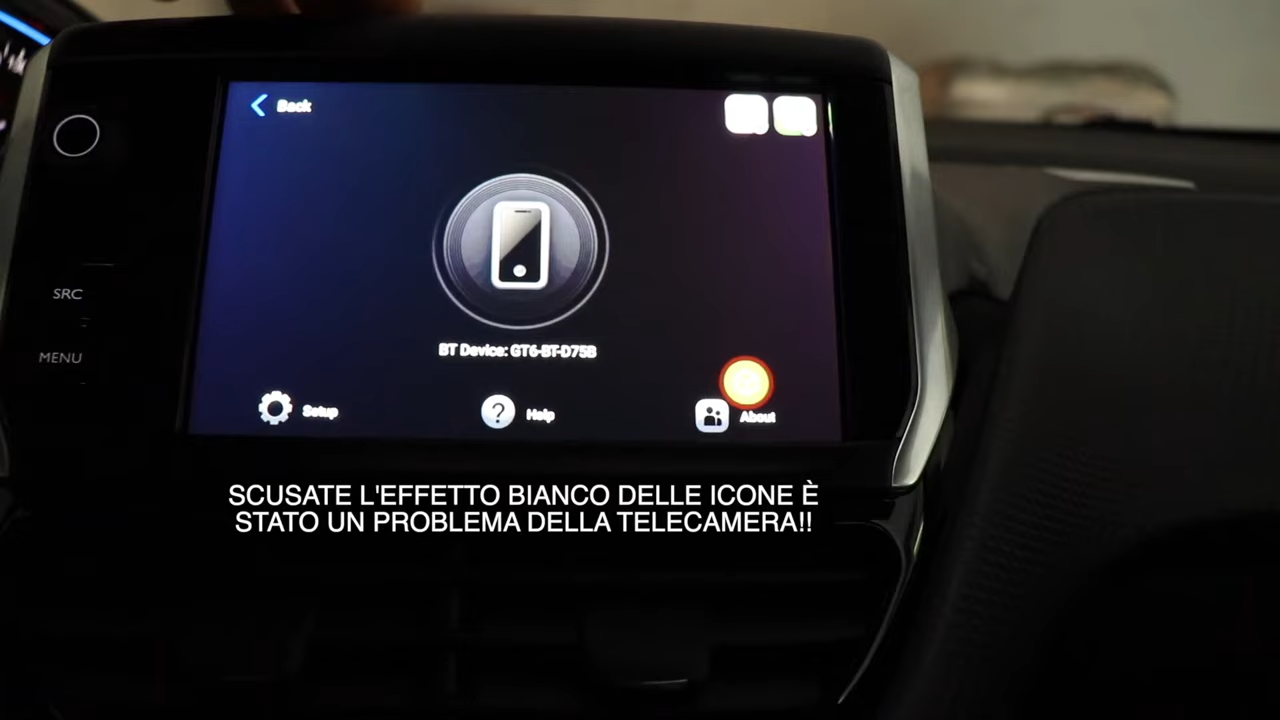 Back
SRC
MENU
BT Device: GT6-BT-D75B
Setup
Help
About
SCUSATE L'EFFETTO BIANCO DELLE ICONE È
STATO UN PROBLEMA DELLA TELECAMERA!!